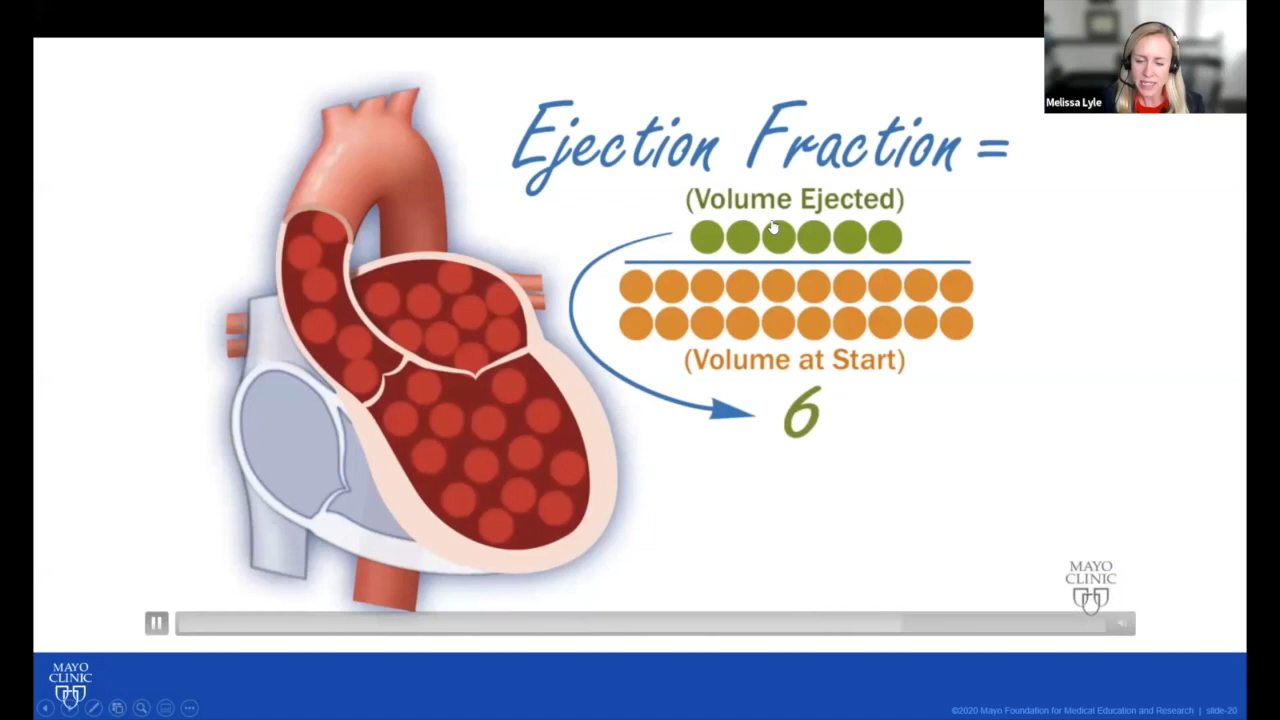 Melissa Lyle
Ejection Fraction =
(Volume Ejected)
(Volume at Start)
6
MAYO
CLINIC
MAYO
CLINIC
©2020 Mayo Foundation for Medical Education and Research | slide-20